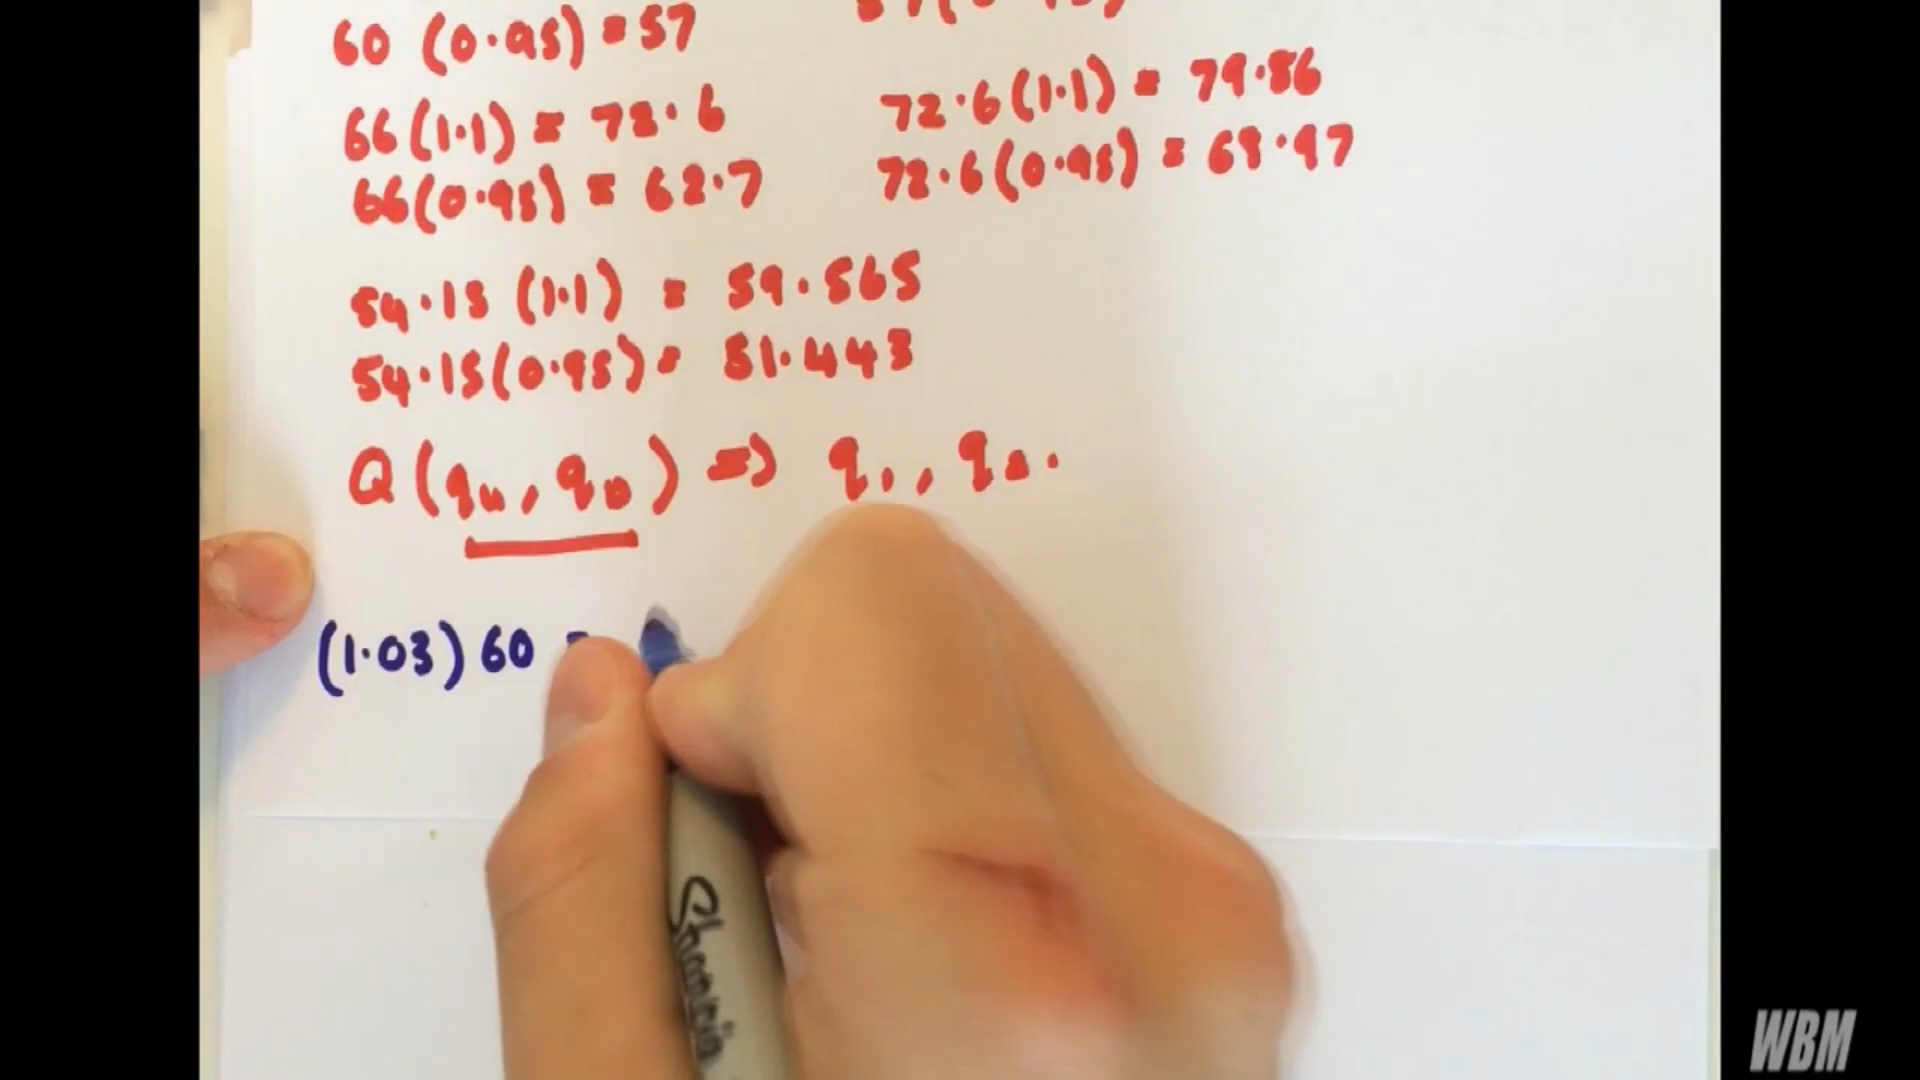 60 (0.95) = 57
66 (1.1) = 72.6
66 (0.95) = 62.7
72.6 (1.1) = 79.86
72.6 (0.95) = 68.97
54.15 (1.1) = 59.565
54.15 (0.95) = 51.443
Q (qu, qD) => q1, q2.
(1.03) 60 =
Sharpie
WBM